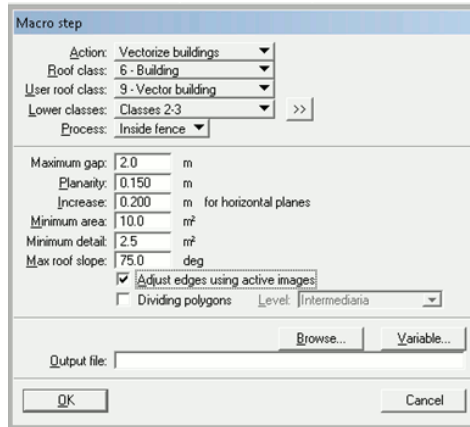 Macro step
Action: Vectorize buildings
Roof class: 6 - Building
User roof class: 9 - Vector building
Lower classes: Classes 2-3 >>
Process: Inside fence
Maximum gap: 2.0 m
Planarity: 0.150 m
Increase: 0.200 m for horizontal planes
Minimum area: 10.0 m²
Minimum detail: 2.5 m²
Max roof slope: 75.0 deg
Adjust edges using active images
Dividing polygons Level: Intermediaria
Browse... Variable...
Output file:
OK Cancel